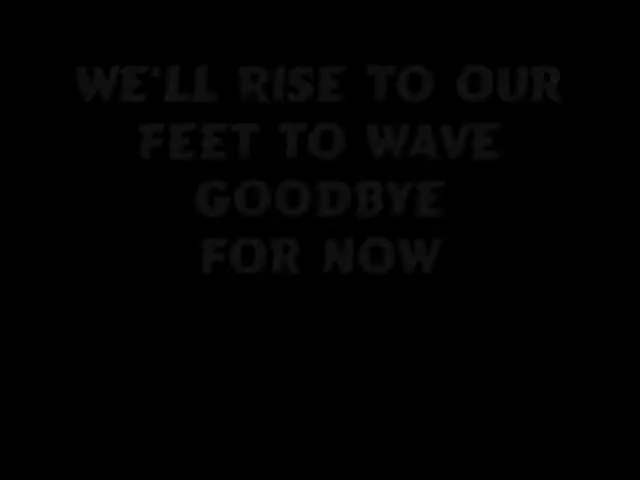 WE'LL RISE TO OUR
FEET TO WAVE
GOODBYE
FOR NOW